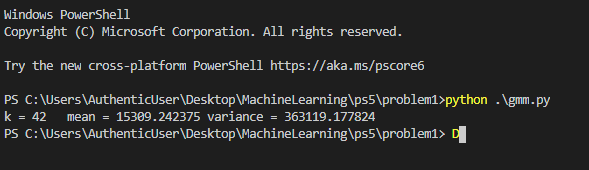 Windows PowerShell
Copyright (C) Microsoft Corporation. All rights reserved.
Try the new cross-platform PowerShell https://aka.ms/pscore6
PS C:\Users\AuthenticUser\Desktop\MachineLearning\ps5\problem1>python .\gmm.py
k = 42   mean = 15309.242375 variance = 363119.177824
PS C:\Users\AuthenticUser\Desktop\MachineLearning\ps5\problem1> D